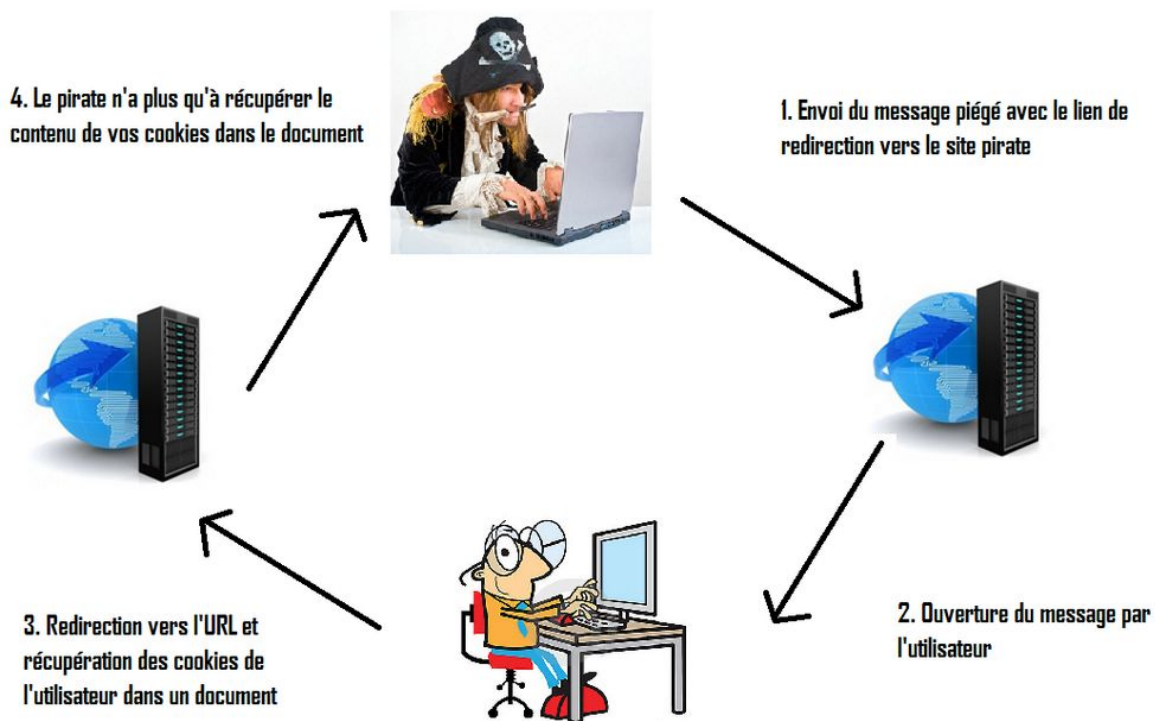 4. Le pirate n'a plus qu'à récupérer le
contenu de vos cookies dans le document
1. Envoi du message piégé avec le lien de
redirection vers le site pirate
3. Redirection vers l'URL et
récupération des cookies de
l'utilisateur dans un document
2. Ouverture du message par
l'utilisateur